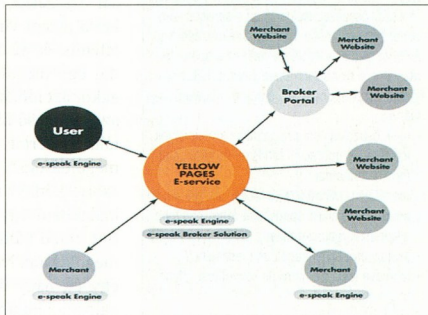 Merchant
Website
Merchant
Website
Merchant
Website
Broker
Portal
User
e-speak Engine
YELLOW
PAGES
E-service
Merchant
Website
Merchant
Website
e-speak Engine
e-speak Broker Solution
Merchant
e-speak Engine
Merchant
e-speak Engine